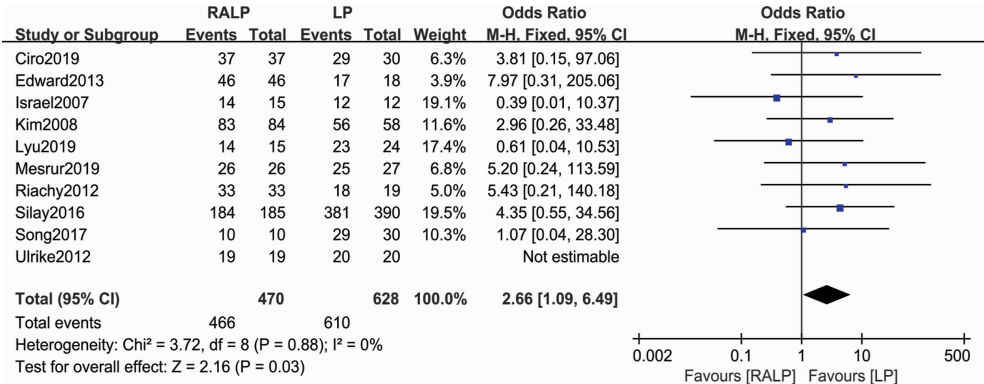 RALP LP Odds Ratio Odds Ratio
Study or Subgroup Events Total Events Total Weight M-H, Fixed, 95% CI M-H, Fixed, 95% CI
Ciro2019 37 37 29 30 6.3% 3.81 [0.15, 97.06]
Edward2013 46 46 17 18 3.9% 7.97 [0.31, 205.06]
Israel2007 14 15 12 12 19.1% 0.39 [0.01, 10.37]
Kim2008 83 84 56 58 11.6% 2.96 [0.26, 33.48]
Lyu2019 14 15 23 24 17.4% 0.61 [0.04, 10.53]
Mesrur2019 26 26 25 27 6.8% 5.20 [0.24, 113.59]
Riachy2012 33 33 18 19 5.0% 5.43 [0.21, 140.18]
Silay2016 184 185 381 390 19.5% 4.35 [0.55, 34.56]
Song2017 10 10 29 30 10.3% 1.07 [0.04, 28.30]
Ulrike2012 19 19 20 20 Not estimable
Total (95% CI) 470 628 100.0% 2.66 [1.09, 6.49]
Total events 466 610
Heterogeneity: Chi² = 3.72, df = 8 (P = 0.88); I² = 0%
Test for overall effect: Z = 2.16 (P = 0.03)
0.002 0.1 1 10 500
Favours [RALP] Favours [LP]